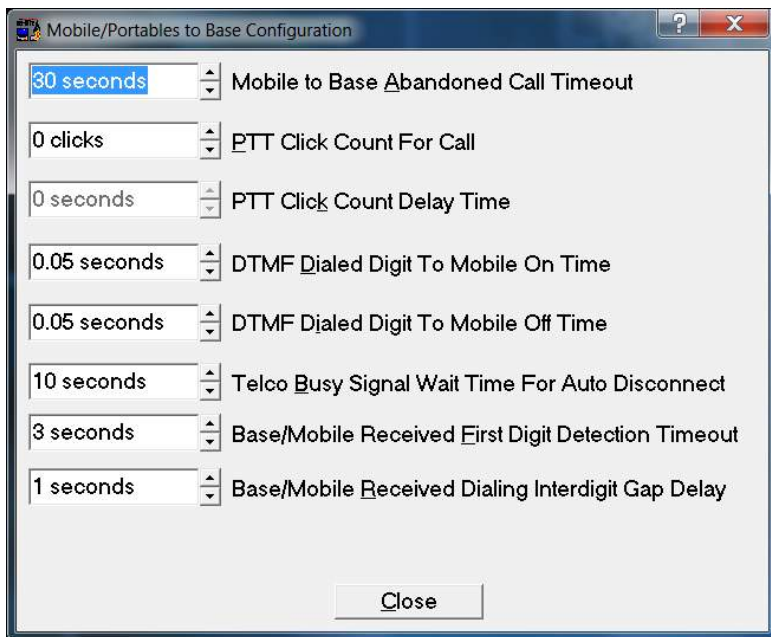 Mobile/Portables to Base Configuration
30 seconds Mobile to Base Abandoned Call Timeout
0 clicks PTT Click Count For Call
0 seconds PTT Click Count Delay Time
0.05 seconds DTMF Dialed Digit To Mobile On Time
0.05 seconds DTMF Dialed Digit To Mobile Off Time
10 seconds Telco Busy Signal Wait Time For Auto Disconnect
3 seconds Base/Mobile Received First Digit Detection Timeout
1 seconds Base/Mobile Received Dialing Interdigit Gap Delay
Close